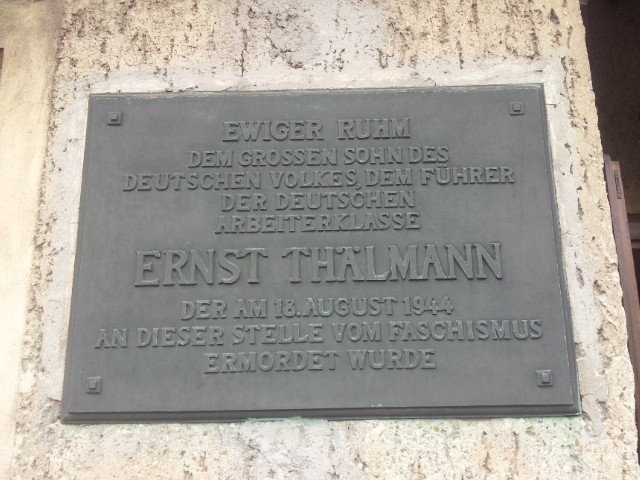 EWIGER RUHM
DEM GROSSEN SOHN DES
DEUTSCHEN VOLKES, DEM FÜHRER
DER DEUTSCHEN
ARBEITERKLASSE
ERNST THÄLMANN
DER AM 18. AUGUST 1944
AN DIESER STELLE VOM FASCHISMUS
ERMORDET WURDE